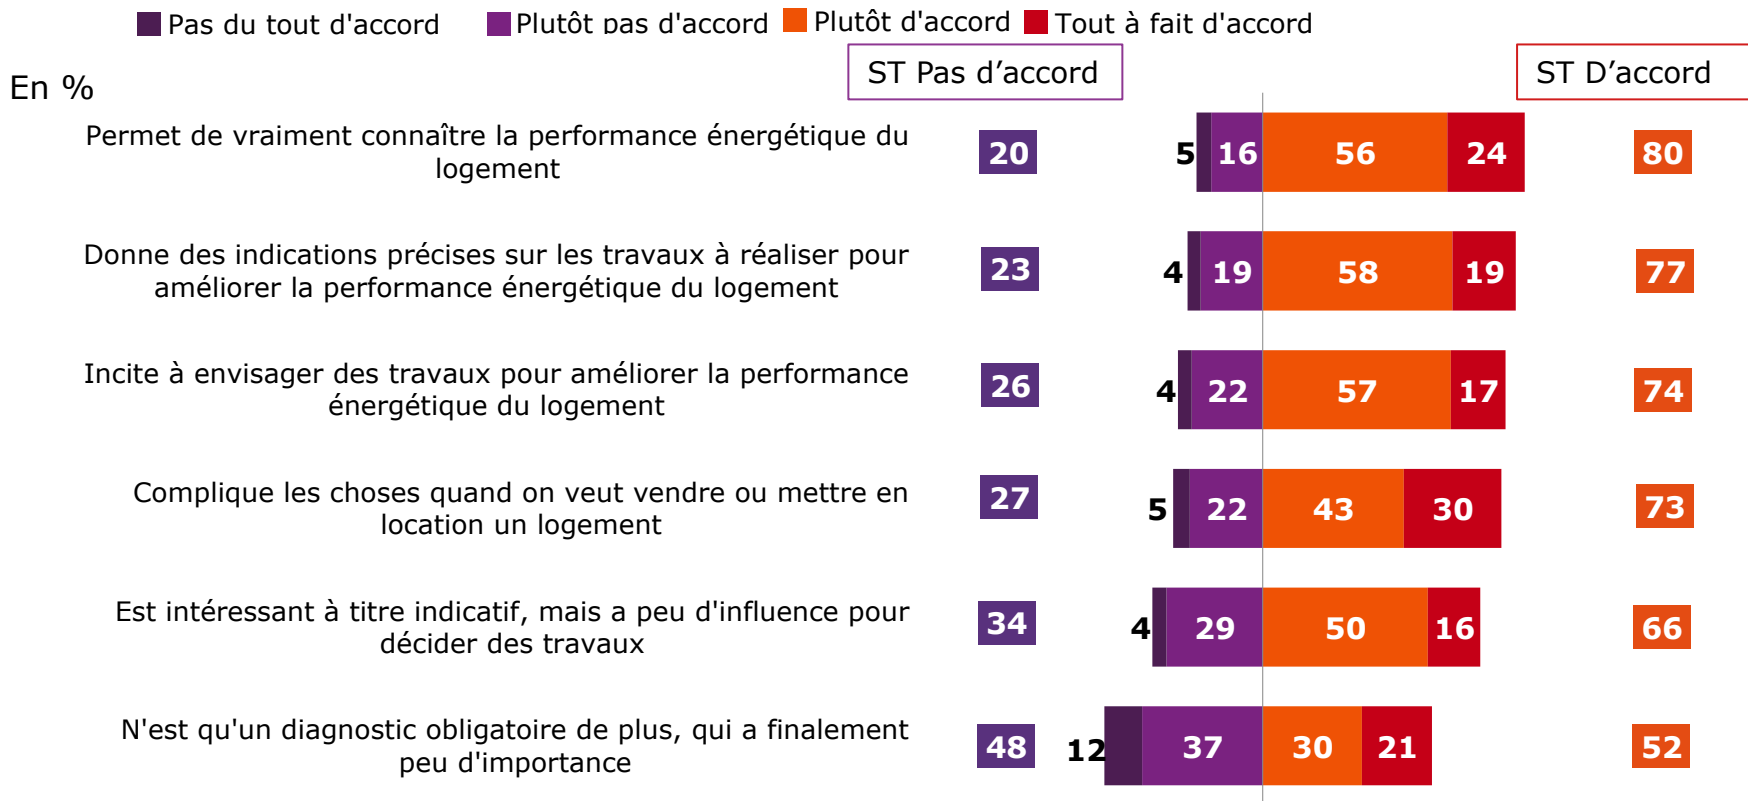 Pas du tout d'accord Plutôt pas d'accord Plutôt d'accord Tout à fait d'accord
ST Pas d’accord ST D’accord
En %
Permet de vraiment connaître la performance énergétique du
logement
20 5 16 56 24 80
Donne des indications précises sur les travaux à réaliser pour
améliorer la performance énergétique du logement
23 4 19 58 19 77
Incite à envisager des travaux pour améliorer la performance
énergétique du logement
26 4 22 57 17 74
Complique les choses quand on veut vendre ou mettre en
location un logement
27 5 22 43 30 73
Est intéressant à titre indicatif, mais a peu d'influence pour
décider des travaux
34 4 29 50 16 66
N'est qu'un diagnostic obligatoire de plus, qui a finalement
peu d'importance
48 12 37 30 21 52